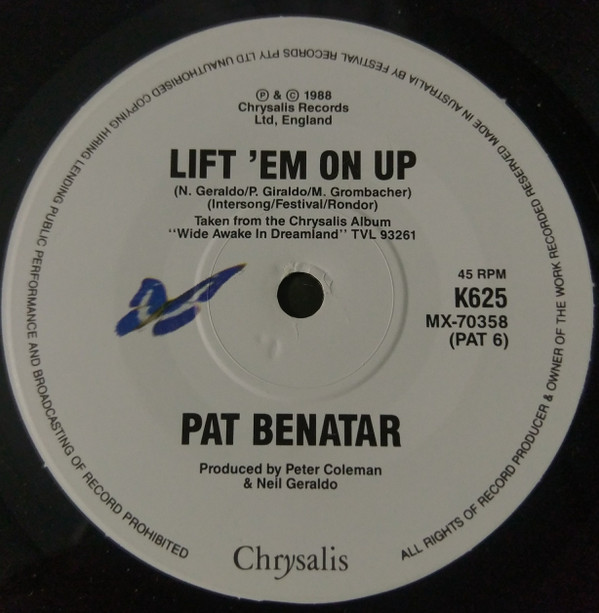 ℗ & © 1988
Chrysalis Records
Ltd, England
LIFT 'EM ON UP
(N. Geraldo/P. Giraldo/M. Grombacher)
(Intersong/Festival/Rondor)
Taken from the Chrysalis Album
"Wide Awake In Dreamland" TVL 93261
45 RPM
K625
MX-70358
(PAT 6)
PAT BENATAR
Produced by Peter Coleman
& Neil Geraldo
Chrysalis
ALL RIGHTS OF RECORD PRODUCER & OWNER OF THE WORK RECORDED RESERVED MADE IN AUSTRALIA BY FESTIVAL RECORDS PTY LTD UNAUTHORISED COPYING HIRING LENDING PUBLIC PERFORMANCE AND BROADCASTING OF RECORD PROHIBITED